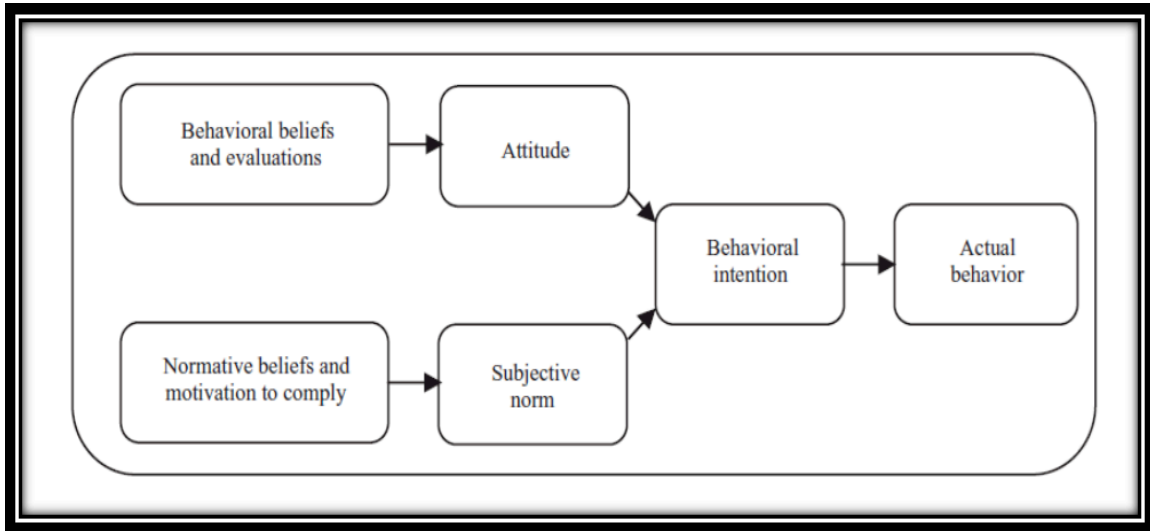 Behavioral beliefs
and evaluations
Attitude
Behavioral
intention
Actual
behavior
Normative beliefs and
motivation to comply
Subjective
norm